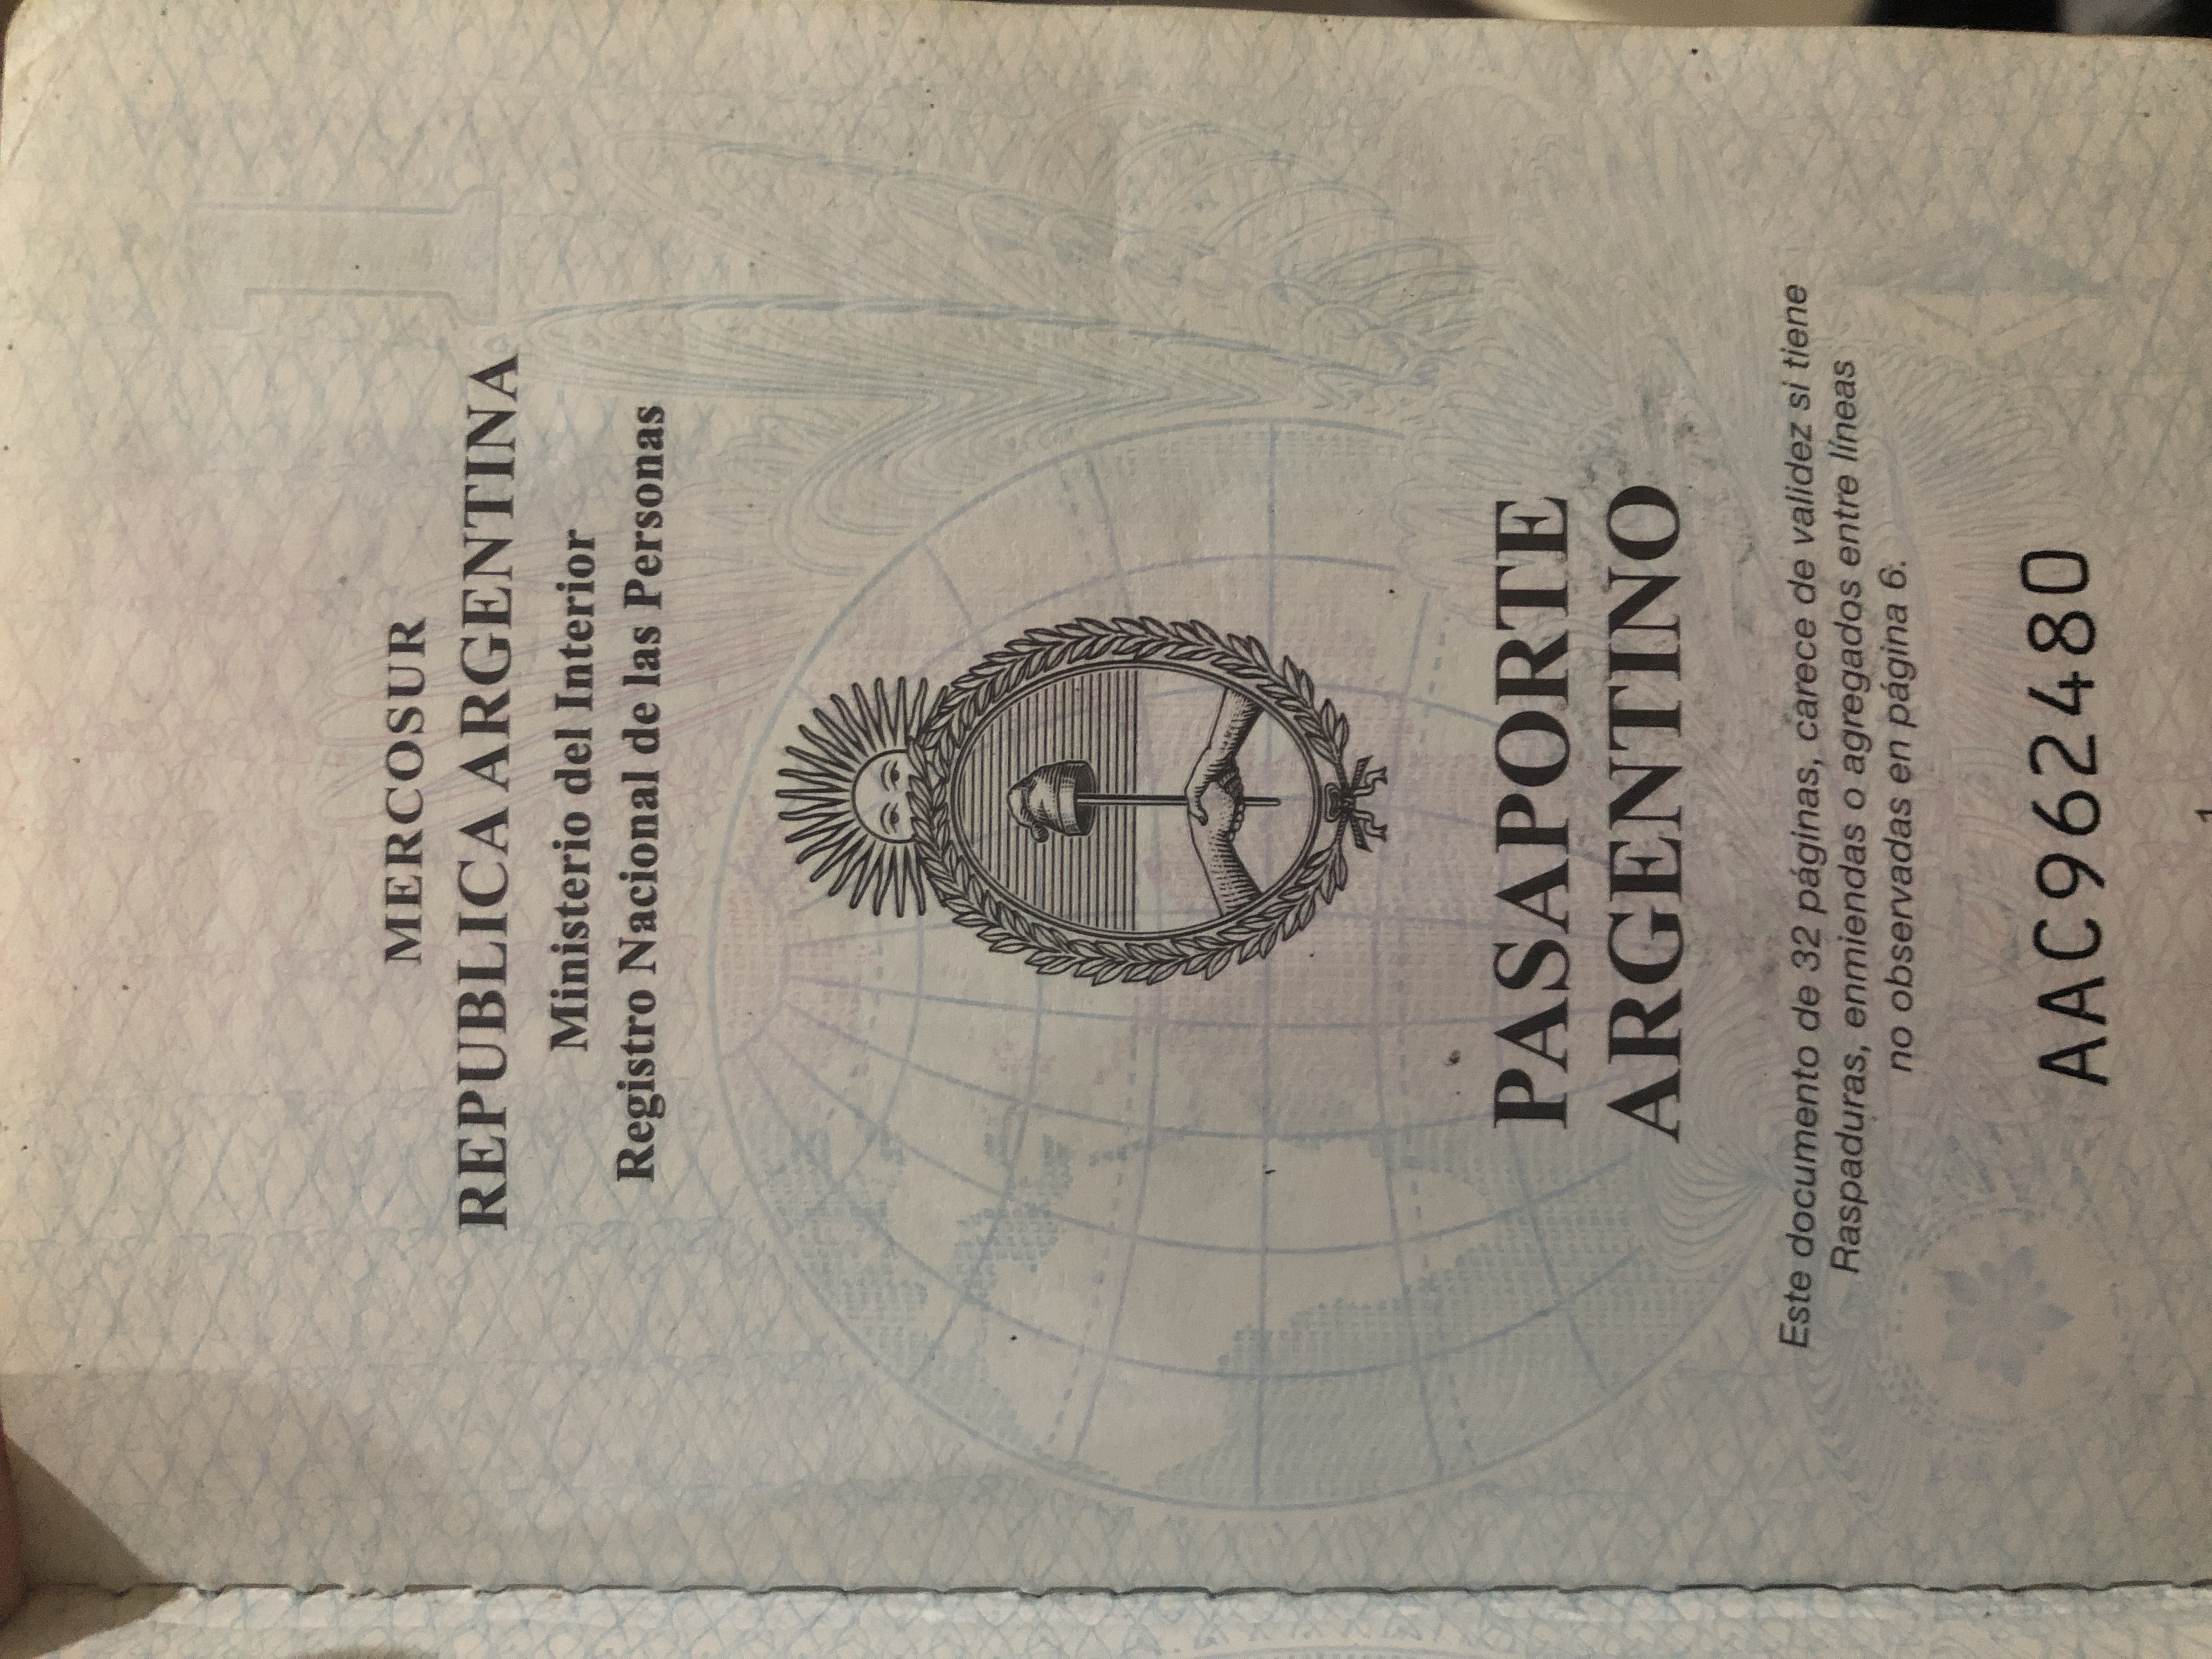 MERCOSUR
REPUBLICA ARGENTINA
Ministerio del Interior
Registro Nacional de las Personas
PASAPORTE
ARGENTINO
Este documento de 32 páginas, carece de validez si tiene
Raspaduras, enmiendas o agregados entre líneas
no observadas en página 6.
AAC962480
1